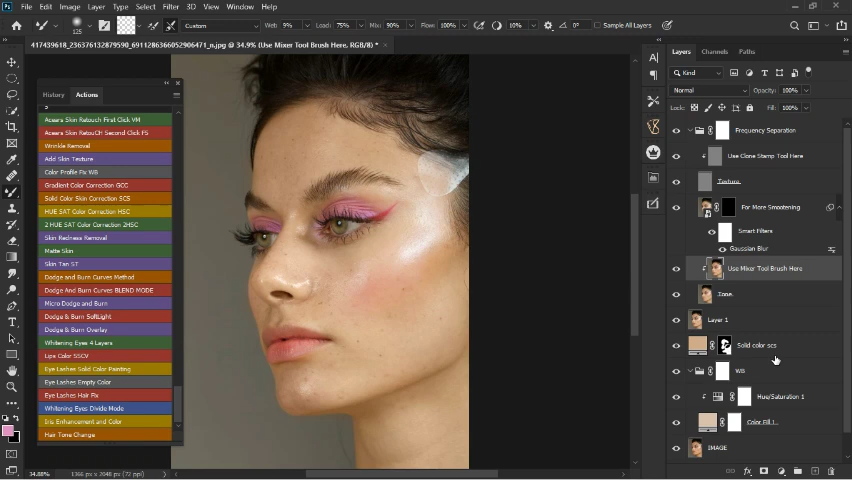 File Edit Image Layer Type Select Filter 3D View Window Help
125 Custom Web: 9% Load: 75% Mix: 90% Flow: 100% 10% 0° Sample All Layers
417439618_236376132879590_6911286366052906471_n.jpg @ 34.9% (Use Mixer Tool Brush Here, RGB/8) * ×
History Actions
Acears Skin Retouch First Click VM
Acears Skin RetouCH Second Click FS
Wrinkle Removal
Add Skin Texture
Color Profile Fix WB
Gradient Color Correction GCC
Solid Color Skin Correction SCS
HUE SAT Color Correction HSC
2 HUE SAT Color Correction 2HSC
Skin Redness Removal
Matte Skin
Skin Tan ST
Dodge and Burn Curves Method
Dodge And Burn Curves BLEND MODE
Micro Dodge and Burn
Dodge & Burn SoftLight
Dodge & Burn Overlay
Whitening Eyes 4 Layers
Lips Color SSCV
Eye Lashes Solid Color Painting
Eye Lashes Empty Color
Eye Lashes Hair Fix
Whitening Eyes Divide Mode
Iris Enhancement and Color
Hair Tone Change
34.88% 1366 px x 2048 px (72 ppi)
Layers Channels Paths
Kind
Normal Opacity: 100%
Lock: Fill: 100%
Frequency Separation
Use Clone Stamp Tool Here
Texture.
For More Smootening
Smart Filters
Gaussian Blur
Use Mixer Tool Brush Here
Tone.
Layer 1
Solid color scs
WB
Hue/Saturation 1
Color Fill 1.
IMAGE